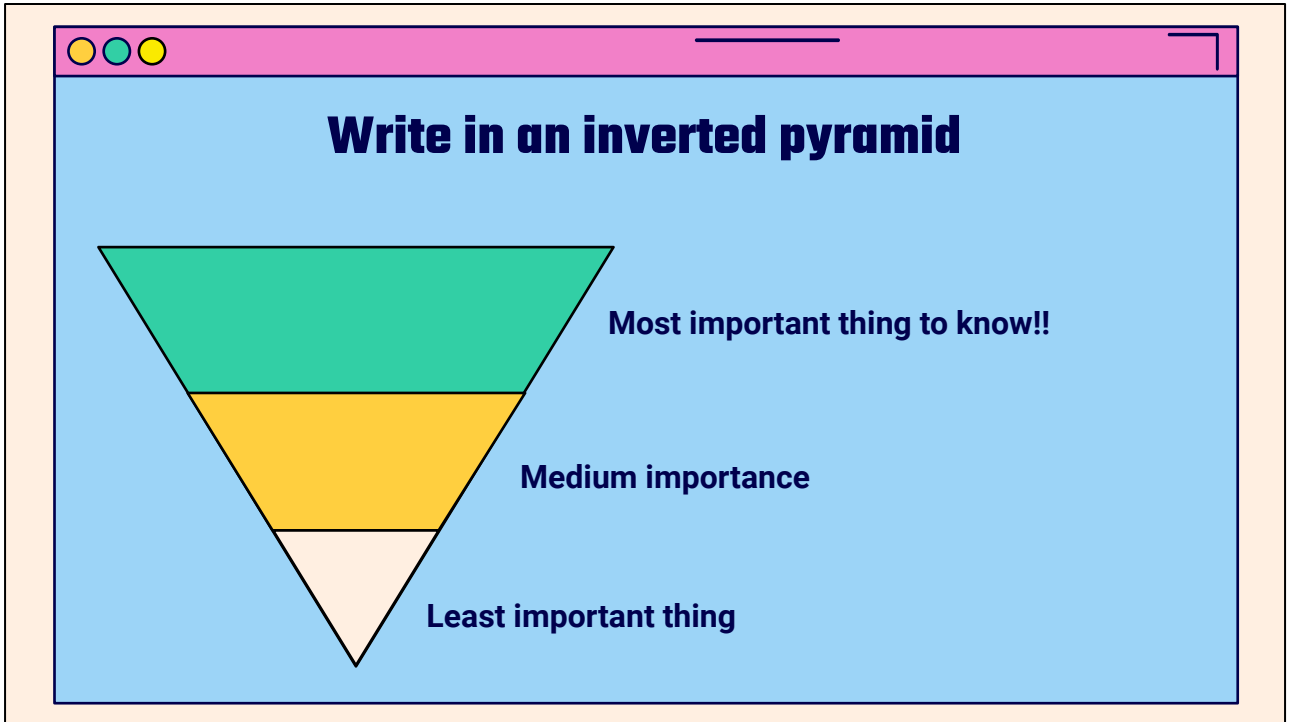 Write in an inverted pyramid
Most important thing to know!!
Medium importance
Least important thing